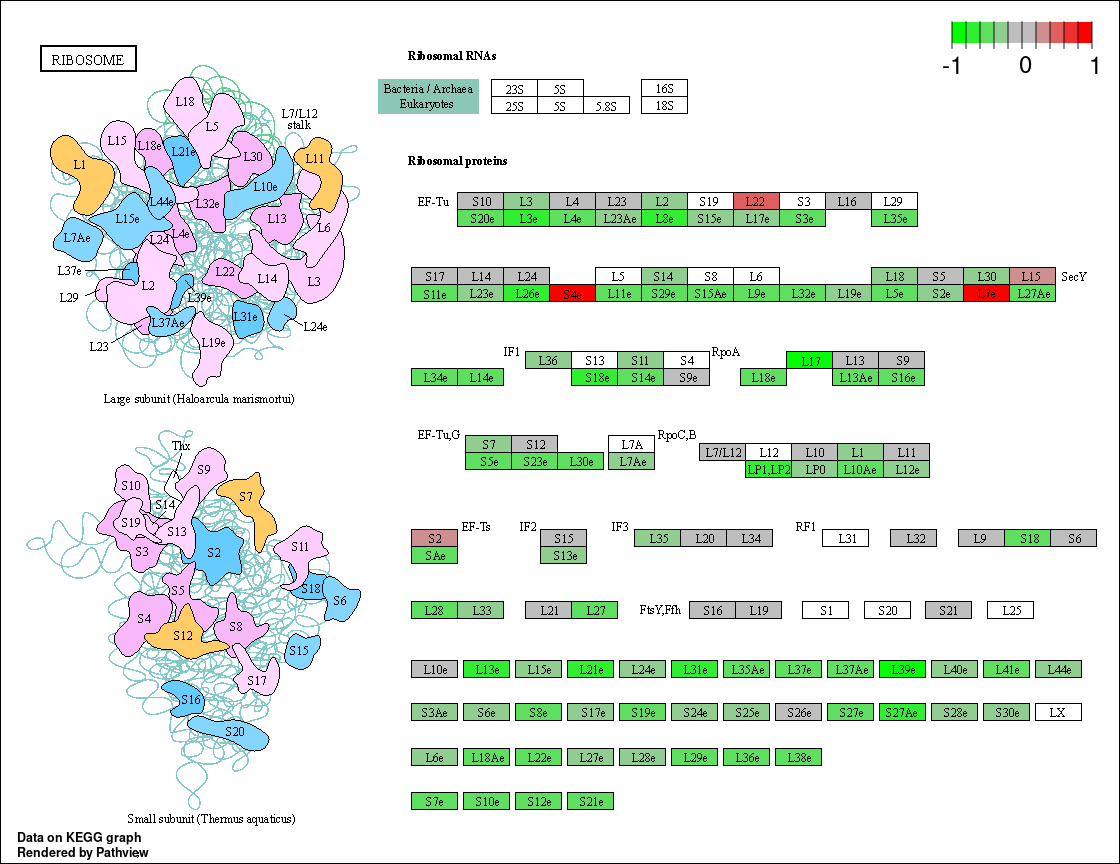 RIBOSOME
Ribosomal RNAs
-1 0 1
Bacteria / Archaea 23S 5S 16S
Eukaryotes 25S 5S 5.8S 18S
Ribosomal proteins
EF-Tu S10 L3 L4 L23 L2 S19 L22 S3 L16 L29
S20e L3e L4e L23Ae L8e S15e L17e S3e L35e
S17 L14 L24 L5 S14 S8 L6 L18 S5 L30 L15 SecY
S11e L23e L26e S4e L11e S29e S15Ae L9e L32e L19e L5e S2e L7e L27Ae
IF1 L36 S13 S11 S4 RpoA L17 L13 S9
L34e L14e S18e S14e S9e L18e L13Ae S16e
EF-Tu,G S7 S12 L7A RpoC,B L7/L12 L12 L10 L1 L11
S5e S23e L30e L7Ae LP1,LP2 LP0 L10Ae L12e
S2 EF-Ts IF2 S15 IF3 L35 L20 L34 RF1 L31 L32 L9 S18 S6
SAe S13e
L28 L33 L21 L27 FtsY,Ffh S16 L19 S1 S20 S21 L25
L10e L13e L15e L21e L24e L31e L35Ae L37e L37Ae L39e L40e L41e L44e
S3Ae S6e S8e S17e S19e S24e S25e S26e S27e S27Ae S28e S30e LX
L6e L18Ae L22e L27e L28e L29e L36e L38e
S7e S10e S12e S21e
L18
L5
L7/L12
stalk
L15
L18e
L21e
L30
L1
L11
L10e
L44e
L32e
L15e
L13
L6
L7Ae
L24
L4e
L37e
L22
L14
L3
L29
L2
L39e
L37Ae
L31e
L24e
L23
L19e
Large subunit (Haloarcula marismortui)
Thx
S9
S10
S7
S14
S19
S13
S3
S2
S11
S5
S18
S6
S4
S12
S8
S15
S17
S16
S20
Small subunit (Thermus aquaticus)
Data on KEGG graph
Rendered by Pathview